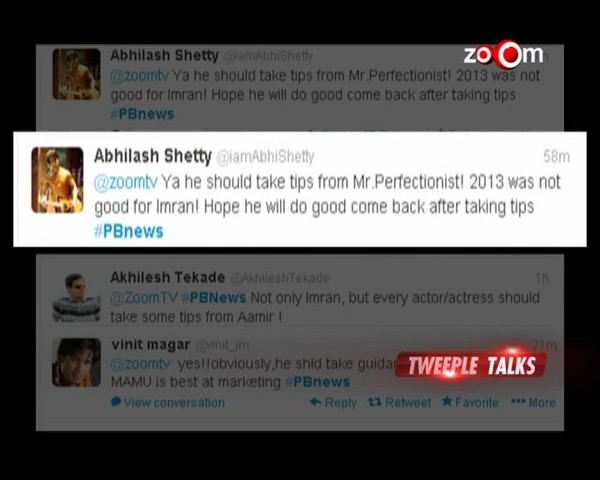 Abhilash Shetty @iamAbhiShetty
zoOm
@zoomtv Ya he should take tips from Mr.Perfectionist! 2013 was not
good for Imran! Hope he will do good come back after taking tips
#PBnews
Abhilash Shetty @iamAbhiShetty 58m
@zoomtv Ya he should take tips from Mr.Perfectionist! 2013 was not
good for Imran! Hope he will do good come back after taking tips
#PBnews
Akhilesh Tekade @AkhileshTekade 1h
@ZoomTV #PBNews Not only Imran, but every actor/actress should
take some tips from Aamir !
vinit magar @vinit_im 21m
@zoomtv yes!!obviously,he shld take
MAMU is best at marketing #PBnews
TWEEPLE TALKS
View conversation Reply Retweet Favorite More